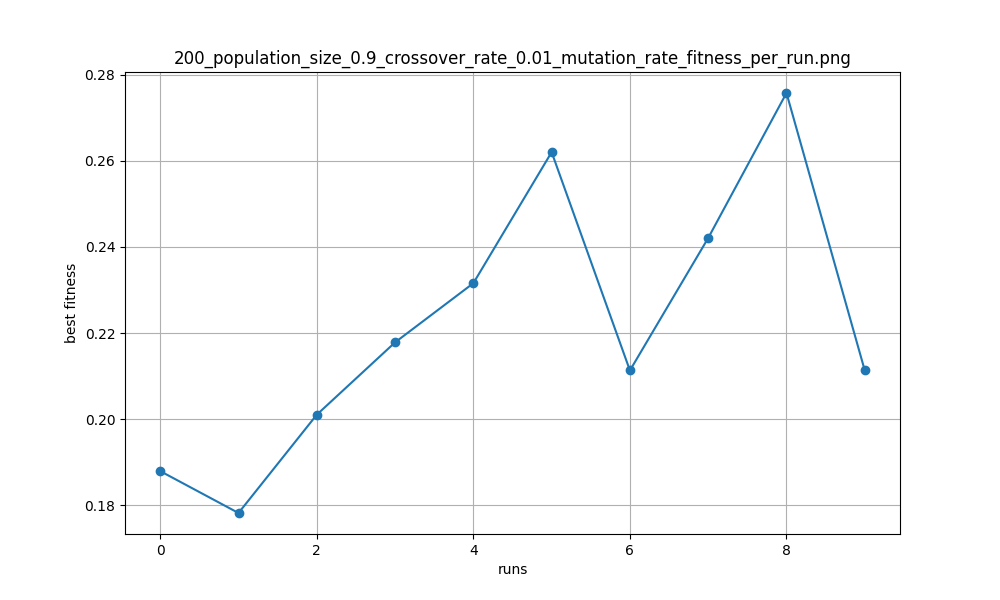 200_population_size_0.9_crossover_rate_0.01_mutation_rate_fitness_per_run.png
0.28
0.26
0.24
0.22
0.20
0.18
best fitness
0 2 4 6 8
runs